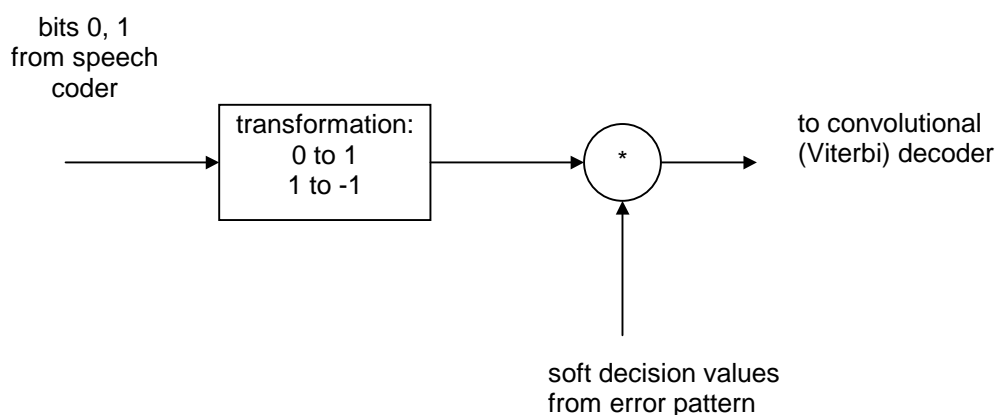 bits 0, 1
from speech
coder
transformation:
0 to 1
1 to -1
*
to convolutional
(Viterbi) decoder
soft decision values
from error pattern